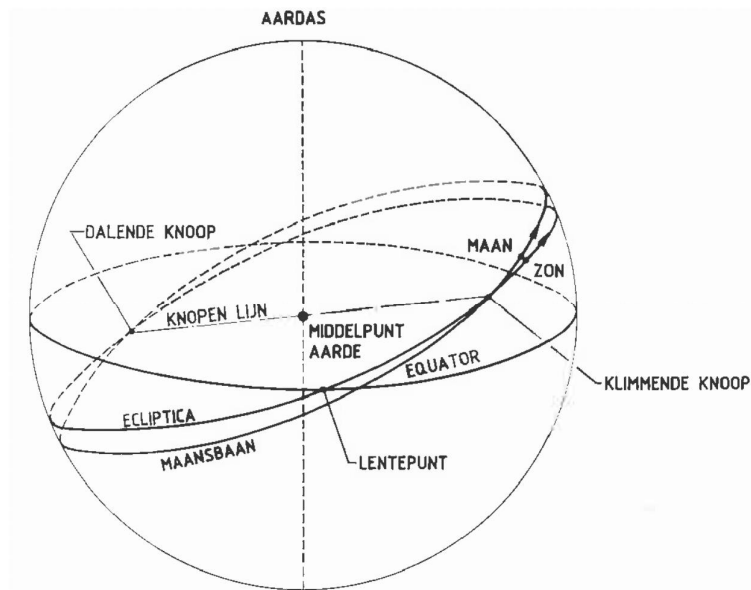 AARDAS
DALENDE KNOOP
MAAN
ZON
KNOPEN LIJN
MIDDELPUNT
AARDE
EQUATOR
KLIMMENDE KNOOP
ECLIPTICA
MAANSBAAN
LENTEPUNT